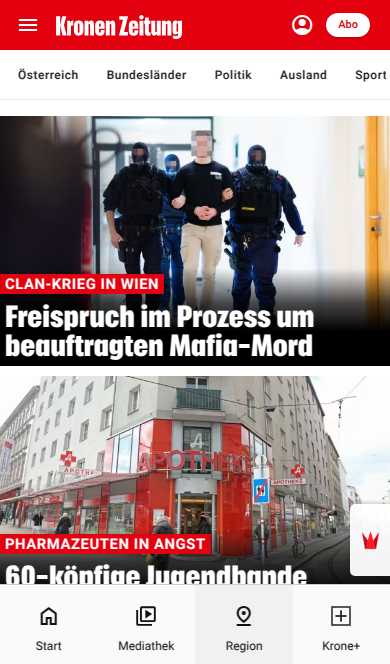 Kronen Zeitung
Abo
Österreich Bundesländer Politik Ausland Sport
CLAN-KRIEG IN WIEN
Freispruch im Prozess um
beauftragten Mafia-Mord
APOTHEKE
APOTHEKE
PHARMAZEUTEN IN ANGST
60-köpfige Jugendbande
Start Mediathek Region Krone+